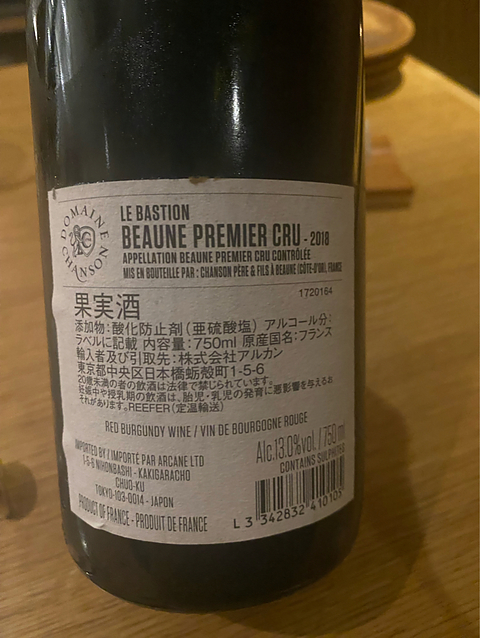 DOMAINE CHANSON
LE BASTION
BEAUNE PREMIER CRU - 2018
APPELLATION BEAUNE PREMIER CRU CONTRÔLÉE
MIS EN BOUTEILLE PAR : CHANSON PÈRE & FILS À BEAUNE (CÔTE-D'OR), FRANCE
1720164
果実酒
添加物:酸化防止剤(亜硫酸塩) アルコール分:
ラベルに記載 内容量:750ml 原産国名:フランス
輸入者及び引取先:株式会社アルカン
東京都中央区日本橋蛎殻町1-5-6
20歳未満の者の飲酒は法律で禁じられています。
妊娠中や授乳期の飲酒は、胎児・乳児の発育に悪影響を与えるお
それがあります。REEFER(定温輸送)
RED BURGUNDY WINE / VIN DE BOURGOGNE ROUGE
Alc.13.0%vol. / 750 ml
CONTAINS SULPHITES
IMPORTED BY / IMPORTÉ PAR ARCANE LTD
1-5-6 NIHONBASHI - KAKIGARACHO
CHUO-KU
TOKYO-103-0014 - JAPON
PRODUCT OF FRANCE - PRODUIT DE FRANCE
L 3 342832 410105